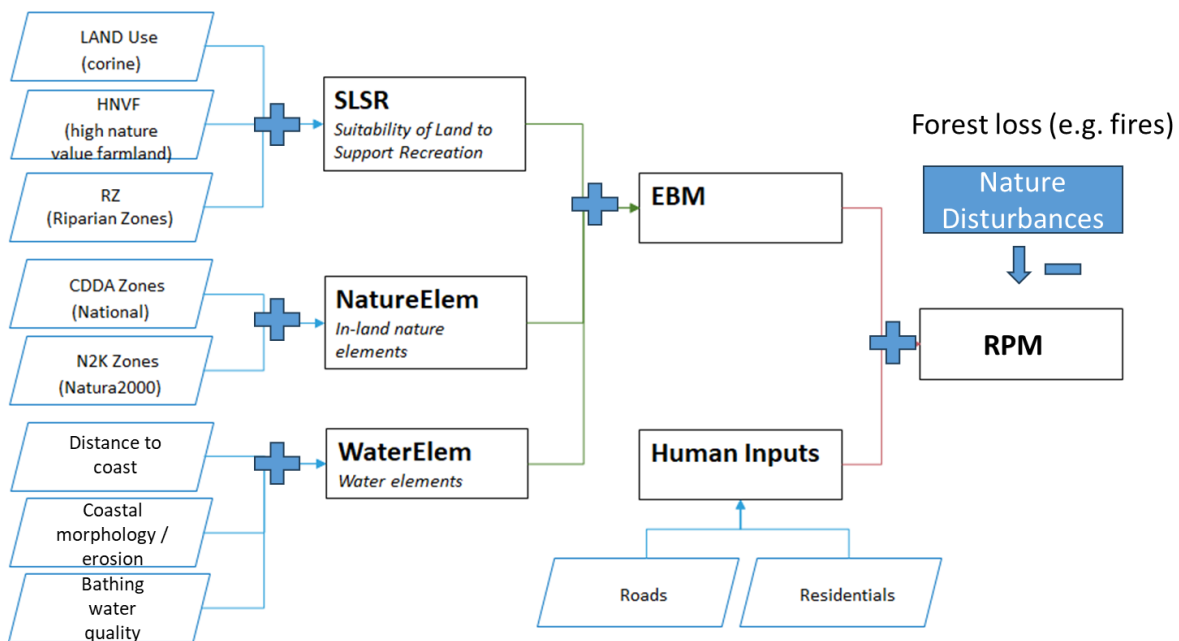 LAND Use
(corine)
HNVF
(high nature
value farmland)
RZ
(Riparian Zones)
SLSR
Suitability of Land to
Support Recreation
CDDA Zones
(National)
N2K Zones
(Natura2000)
NatureElem
In-land nature
elements
Distance to
coast
Coastal
morphology /
erosion
Bathing
water
quality
WaterElem
Water elements
EBM
Human Inputs
Roads
Residentials
Forest loss (e.g. fires)
Nature
Disturbances
RPM